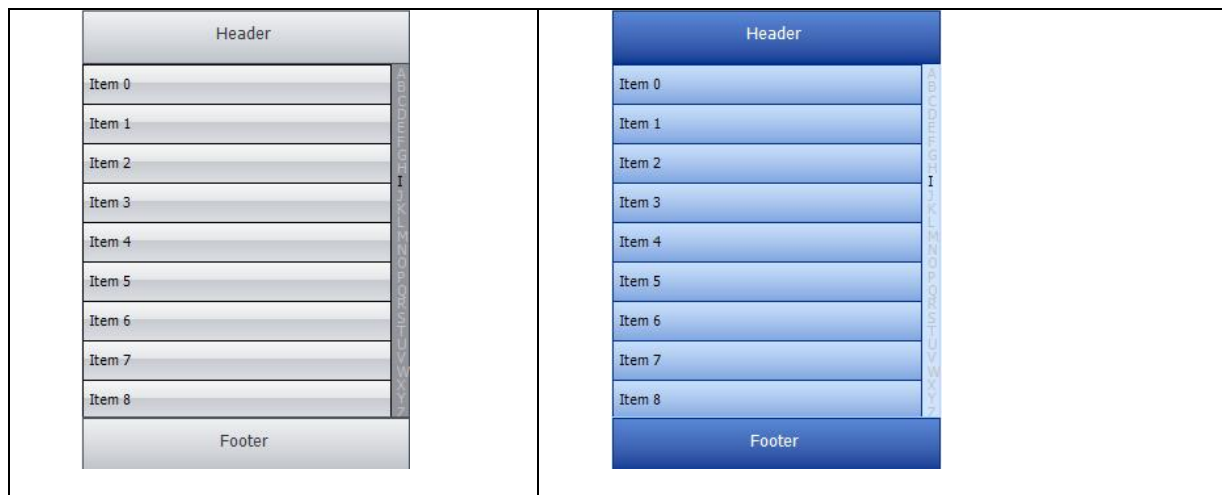 Header
Item 0
Item 1
Item 2
Item 3
Item 4
Item 5
Item 6
Item 7
Item 8
A
B
C
D
E
F
G
H
I
J
K
L
M
N
O
P
Q
R
S
T
U
V
W
X
Y
Z
Footer
Header
Item 0
Item 1
Item 2
Item 3
Item 4
Item 5
Item 6
Item 7
Item 8
A
B
C
D
E
F
G
H
I
J
K
L
M
N
O
P
Q
R
S
T
U
V
W
X
Y
Z
Footer